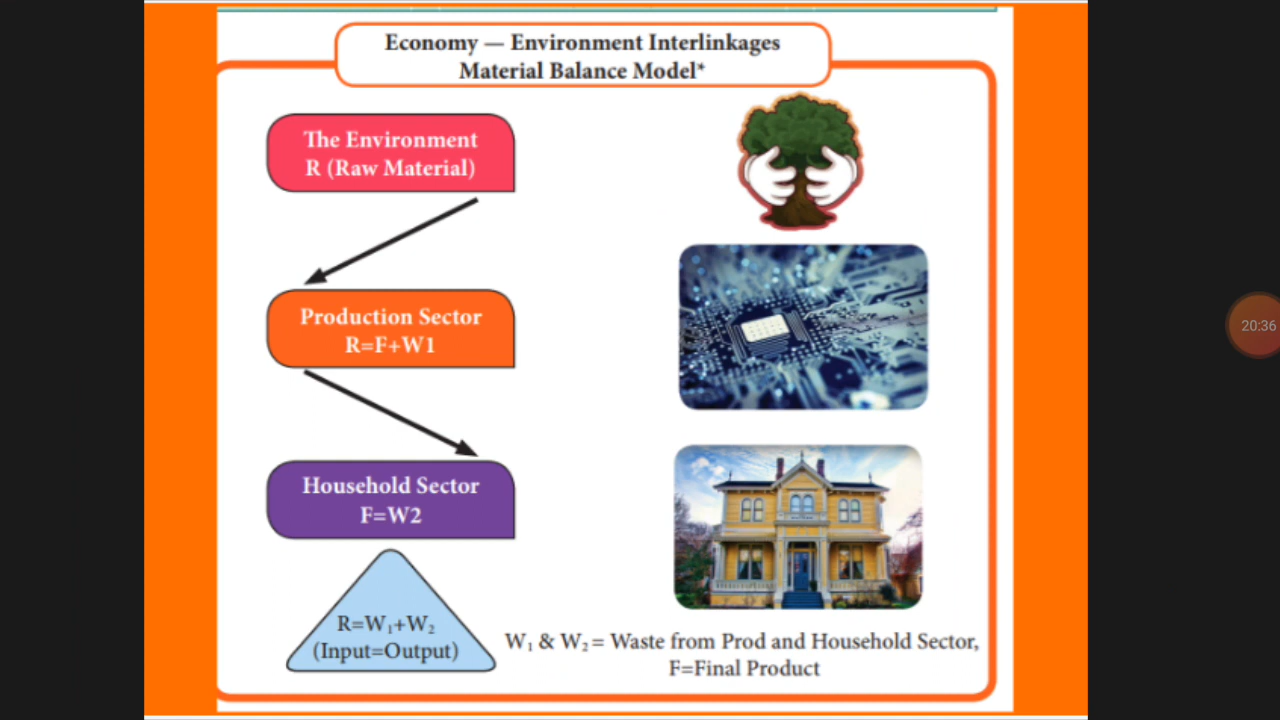 Economy — Environment Interlinkages
Material Balance Model*
The Environment
R (Raw Material)
Production Sector
R=F+W1
Household Sector
F=W2
R=W₁+W₂
(Input=Output)
W₁ & W₂= Waste from Prod and Household Sector,
F=Final Product
20:36